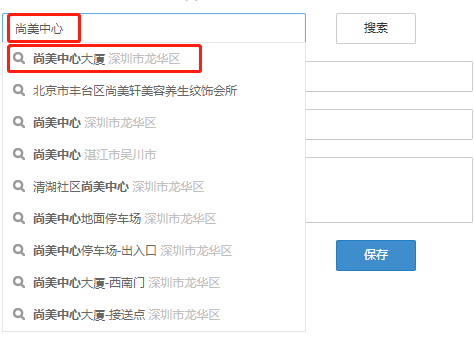 尚美中心 搜索
尚美中心大厦 深圳市龙华区
北京市丰台区尚美轩美容养生纹饰会所
尚美中心 深圳市龙华区
尚美中心 湛江市吴川市
清湖社区尚美中心 深圳市龙华区
尚美中心地面停车场 深圳市龙华区
尚美中心停车场-出入口 深圳市龙华区
保存
尚美中心大厦-西南门 深圳市龙华区
尚美中心大厦-接送点 深圳市龙华区